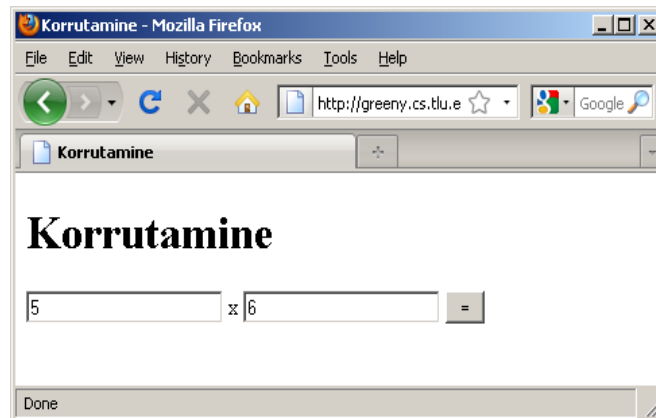 Korrutamine - Mozilla Firefox
File Edit View History Bookmarks Tools Help
http://greeny.cs.tlu.e Google
Korrutamine
Korrutamine
5 x 6 =
Done